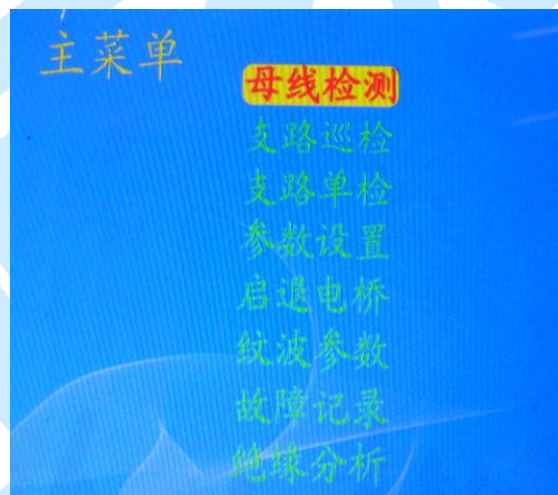 主菜单
母线检测
支路巡检
支路单检
参数设置
启退电桥
纹波参数
故障记录
绝缘分析